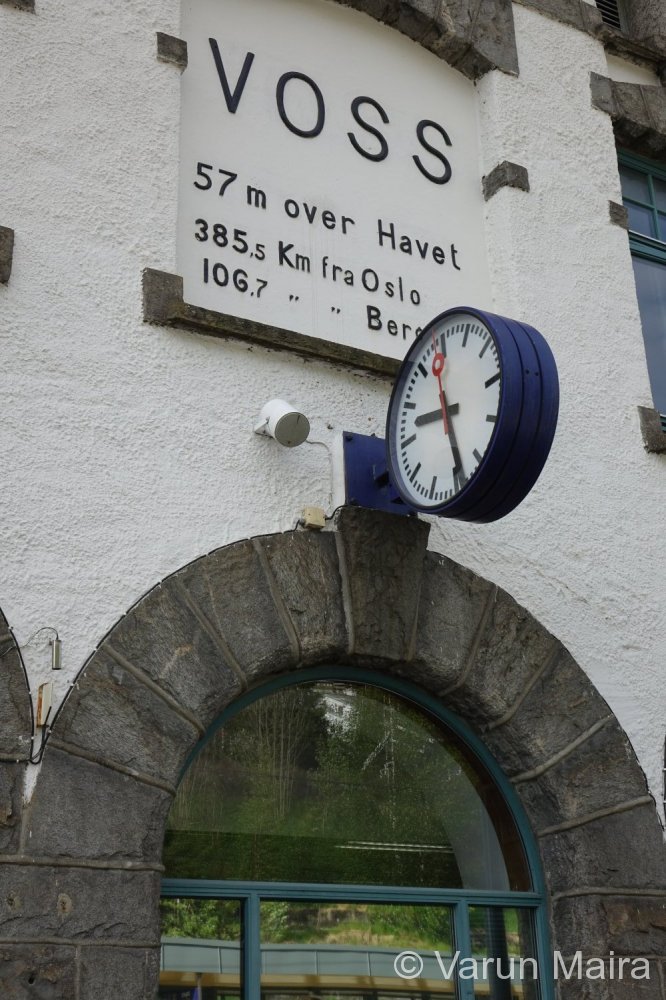 VOSS
57 m over Havet
385,5 Km fra Oslo
106,7 " "
© Varun Maira